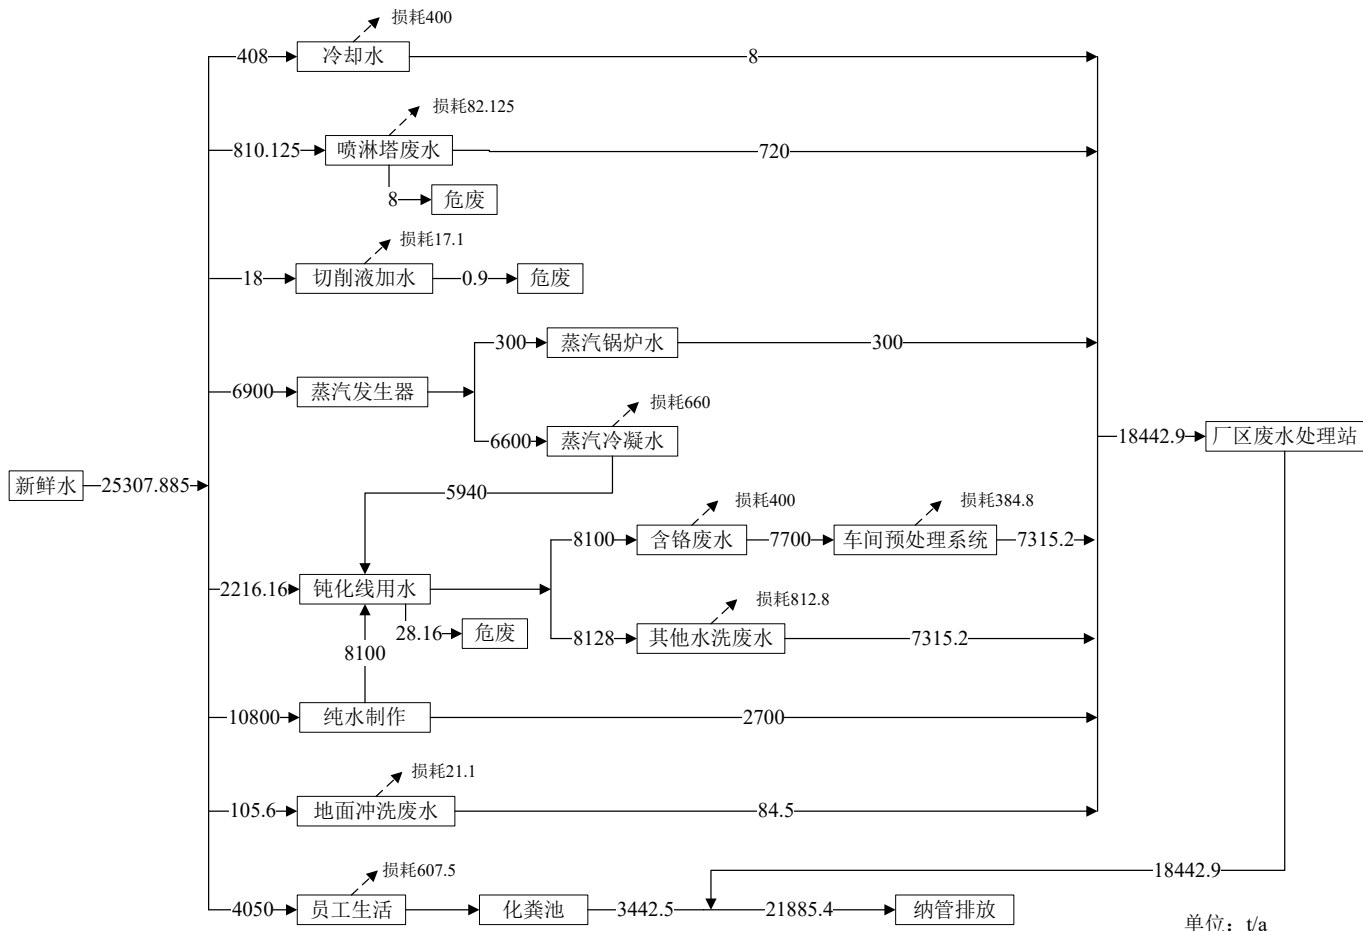 损耗400
408
冷却水
8
损耗82.125
810.125
喷淋塔废水
720
8
危废
损耗17.1
18
切削液加水
0.9
危废
300
蒸汽锅炉水
300
6900
蒸汽发生器
损耗660
6600
蒸汽冷凝水
18442.9
厂区废水处理站
新鲜水
25307.885
5940
损耗400
损耗384.8
8100
含铬废水
7700
车间预处理系统
7315.2
2216.16
钝化线用水
损耗812.8
28.16
危废
8128
其他水洗废水
7315.2
8100
10800
纯水制作
2700
损耗21.1
105.6
地面冲洗废水
84.5
损耗607.5
18442.9
4050
员工生活
化粪池
3442.5
21885.4
纳管排放
单位：t/a